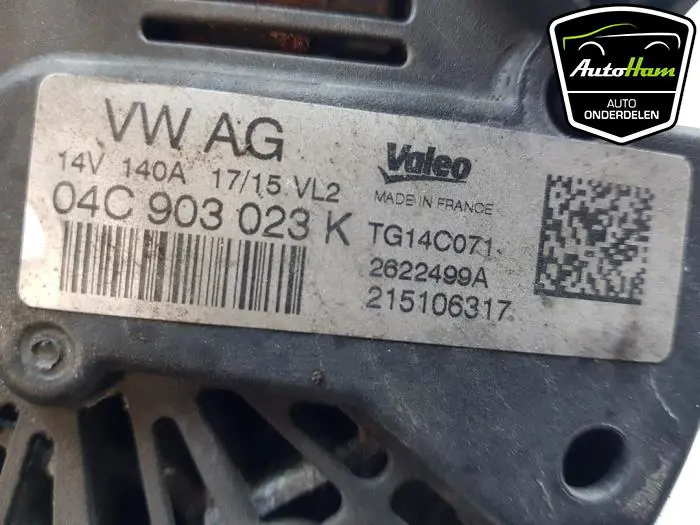 AutoHam
AUTO
ONDERDELEN
VW AG
14V 140A 17/15 VL2
04C 903 023 K
Valeo
MADE IN FRANCE
TG14C071
2622499A
215106317